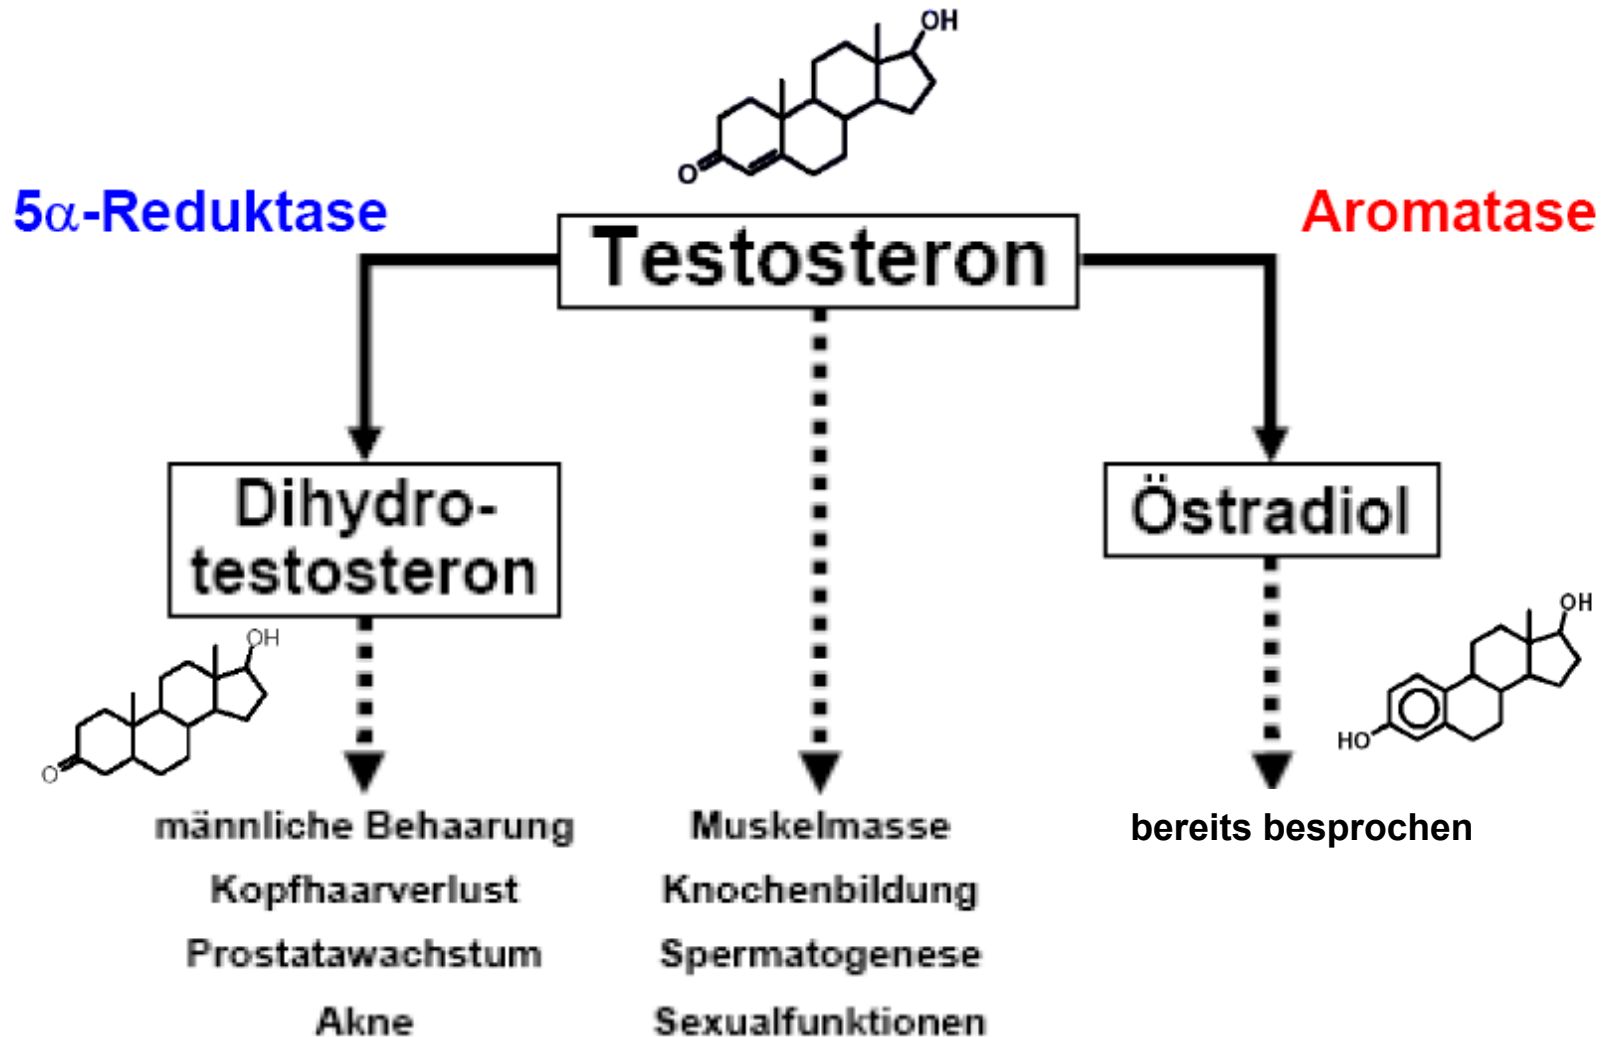 OH
O
5α-Reduktase
Aromatase
Testosteron
Dihydro-
testosteron
Östradiol
OH
O
OH
HO
männliche Behaarung
Kopfhaarverlust
Prostatawachstum
Akne
Muskelmasse
Knochenbildung
Spermatogenese
Sexualfunktionen
bereits besprochen